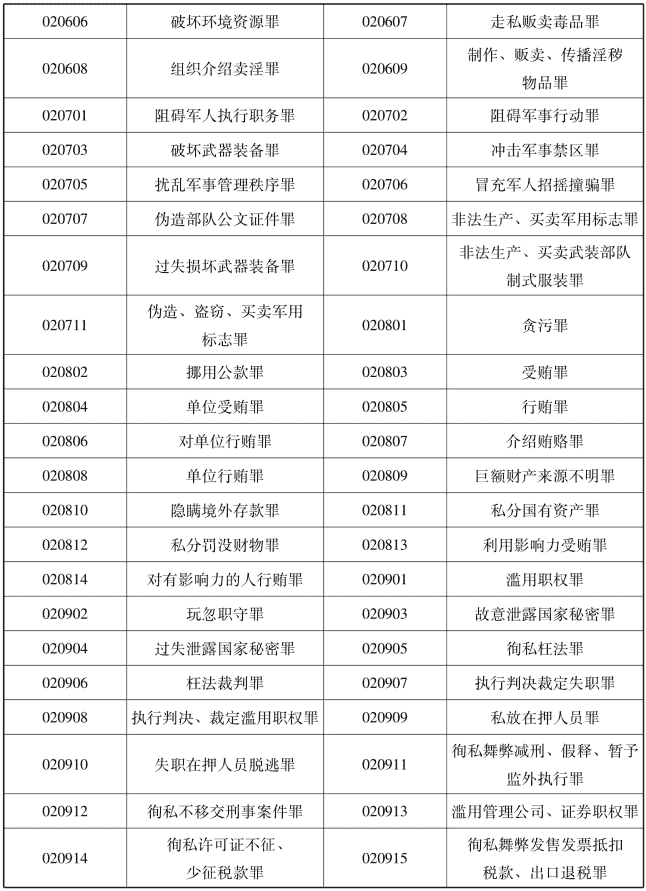 020606 破坏环境资源罪 020607 走私贩卖毒品罪
020608 组织介绍卖淫罪 020609 制作、贩卖、传播淫秽
物品罪
020701 阻碍军人执行职务罪 020702 阻碍军事行动罪
020703 破坏武器装备罪 020704 冲击军事禁区罪
020705 扰乱军事管理秩序罪 020706 冒充军人招摇撞骗罪
020707 伪造部队公文证件罪 020708 非法生产、买卖军用标志罪
020709 过失损坏武器装备罪 020710 非法生产、买卖武装部队
制式服装罪
020711 伪造、盗窃、买卖军用
标志罪 020801 贪污罪
020802 挪用公款罪 020803 受贿罪
020804 单位受贿罪 020805 行贿罪
020806 对单位行贿罪 020807 介绍贿赂罪
020808 单位行贿罪 020809 巨额财产来源不明罪
020810 隐瞒境外存款罪 020811 私分国有资产罪
020812 私分罚没财物罪 020813 利用影响力受贿罪
020814 对有影响力的人行贿罪 020901 滥用职权罪
020902 玩忽职守罪 020903 故意泄露国家秘密罪
020904 过失泄露国家秘密罪 020905 徇私枉法罪
020906 枉法裁判罪 020907 执行判决裁定失职罪
020908 执行判决、裁定滥用职权罪 020909 私放在押人员罪
020910 失职在押人员脱逃罪 020911 徇私舞弊减刑、假释、暂予
监外执行罪
020912 徇私不移交刑事案件罪 020913 滥用管理公司、证券职权罪
020914 徇私许可证不征、
少征税款罪 020915 徇私舞弊发售发票抵扣
税款、出口退税罪